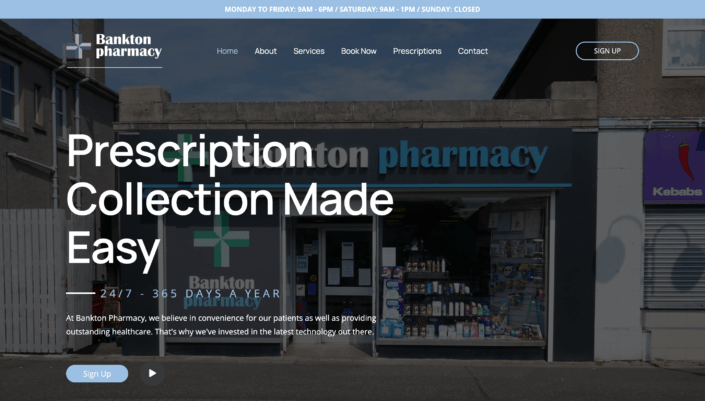 MONDAY TO FRIDAY: 9AM - 6PM / SATURDAY: 9AM - 1PM / SUNDAY: CLOSED
Bankton
pharmacy
Home About Services Book Now Prescriptions Contact
SIGN UP
Bankton pharmacy
Prescription
Collection Made
Easy
Kebabs
Bankton
pharmacy
24/7 - 365 DAYS A YEAR
At Bankton Pharmacy, we believe in convenience for our patients as well as providing
outstanding healthcare. That's why we've invested in the latest technology out there.
Sign Up